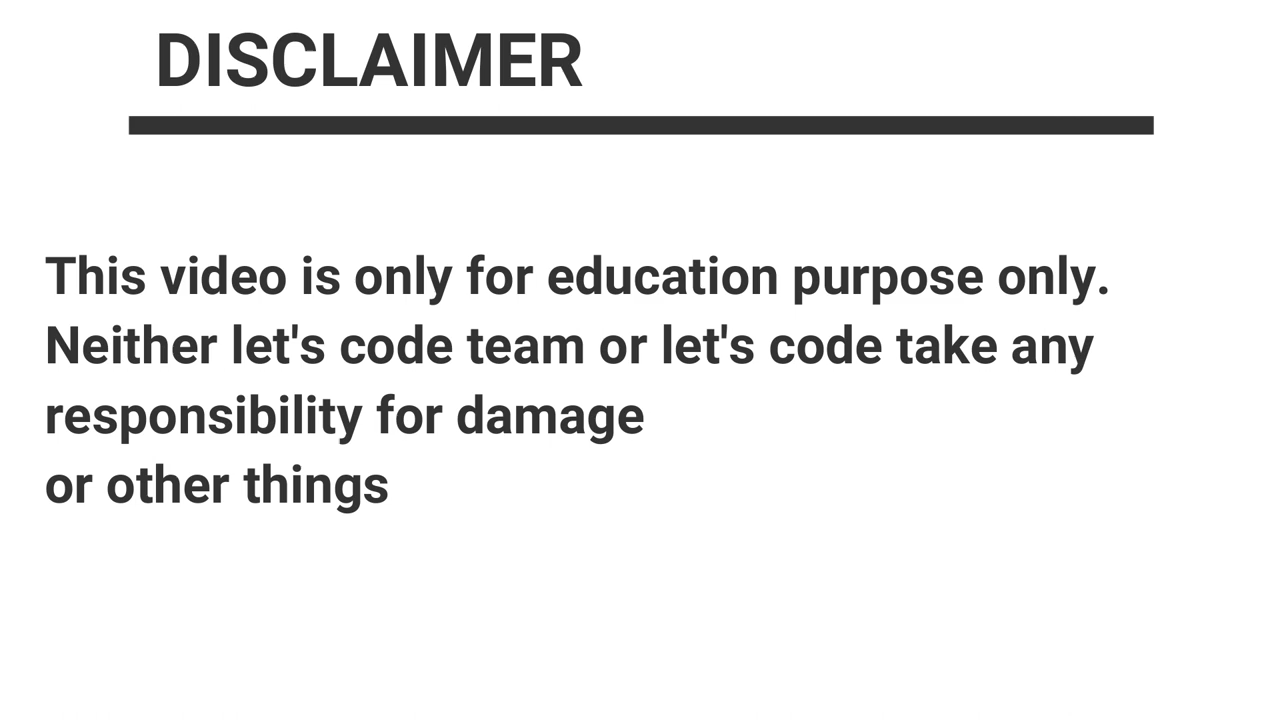 DISCLAIMER
This video is only for education purpose only.
Neither let's code team or let's code take any
responsibility for damage
or other things